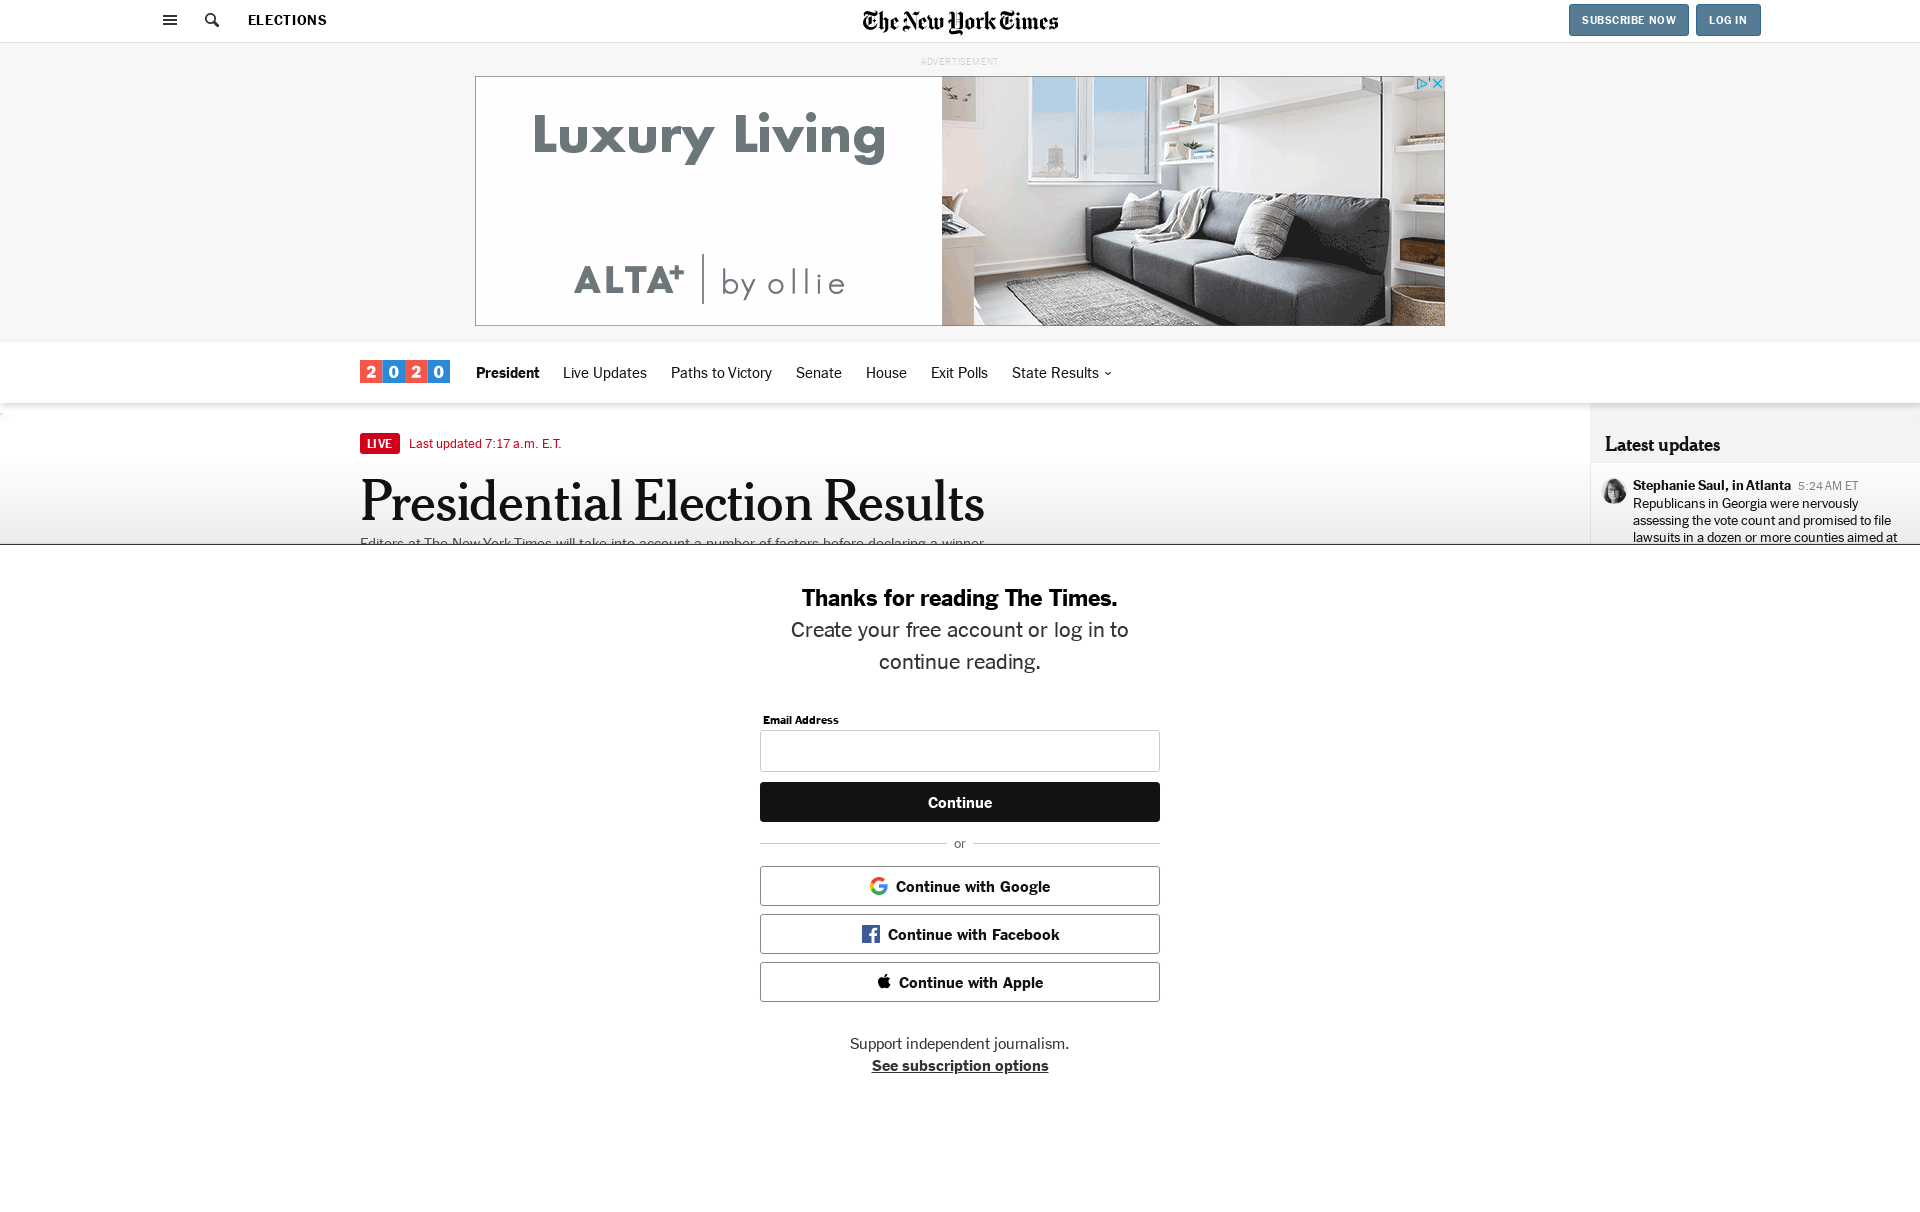 ELECTIONS
The New York Times
SUBSCRIBE NOW
LOG IN
ADVERTISEMENT
Luxury Living
ALTA+ | by ollie
2020
President
Live Updates
Paths to Victory
Senate
House
Exit Polls
State Results
LIVE
Last updated 7:17 a.m. E.T.
Presidential Election Results
Editors at The New York Times will take into account a number of factors before declaring a winner
Latest updates
Stephanie Saul, in Atlanta 5:24 AM ET
Republicans in Georgia were nervously
assessing the vote count and promised to file
lawsuits in a dozen or more counties aimed at
Thanks for reading The Times.
Create your free account or log in to
continue reading.
Email Address
Continue
or
Continue with Google
Continue with Facebook
Continue with Apple
Support independent journalism.
See subscription options